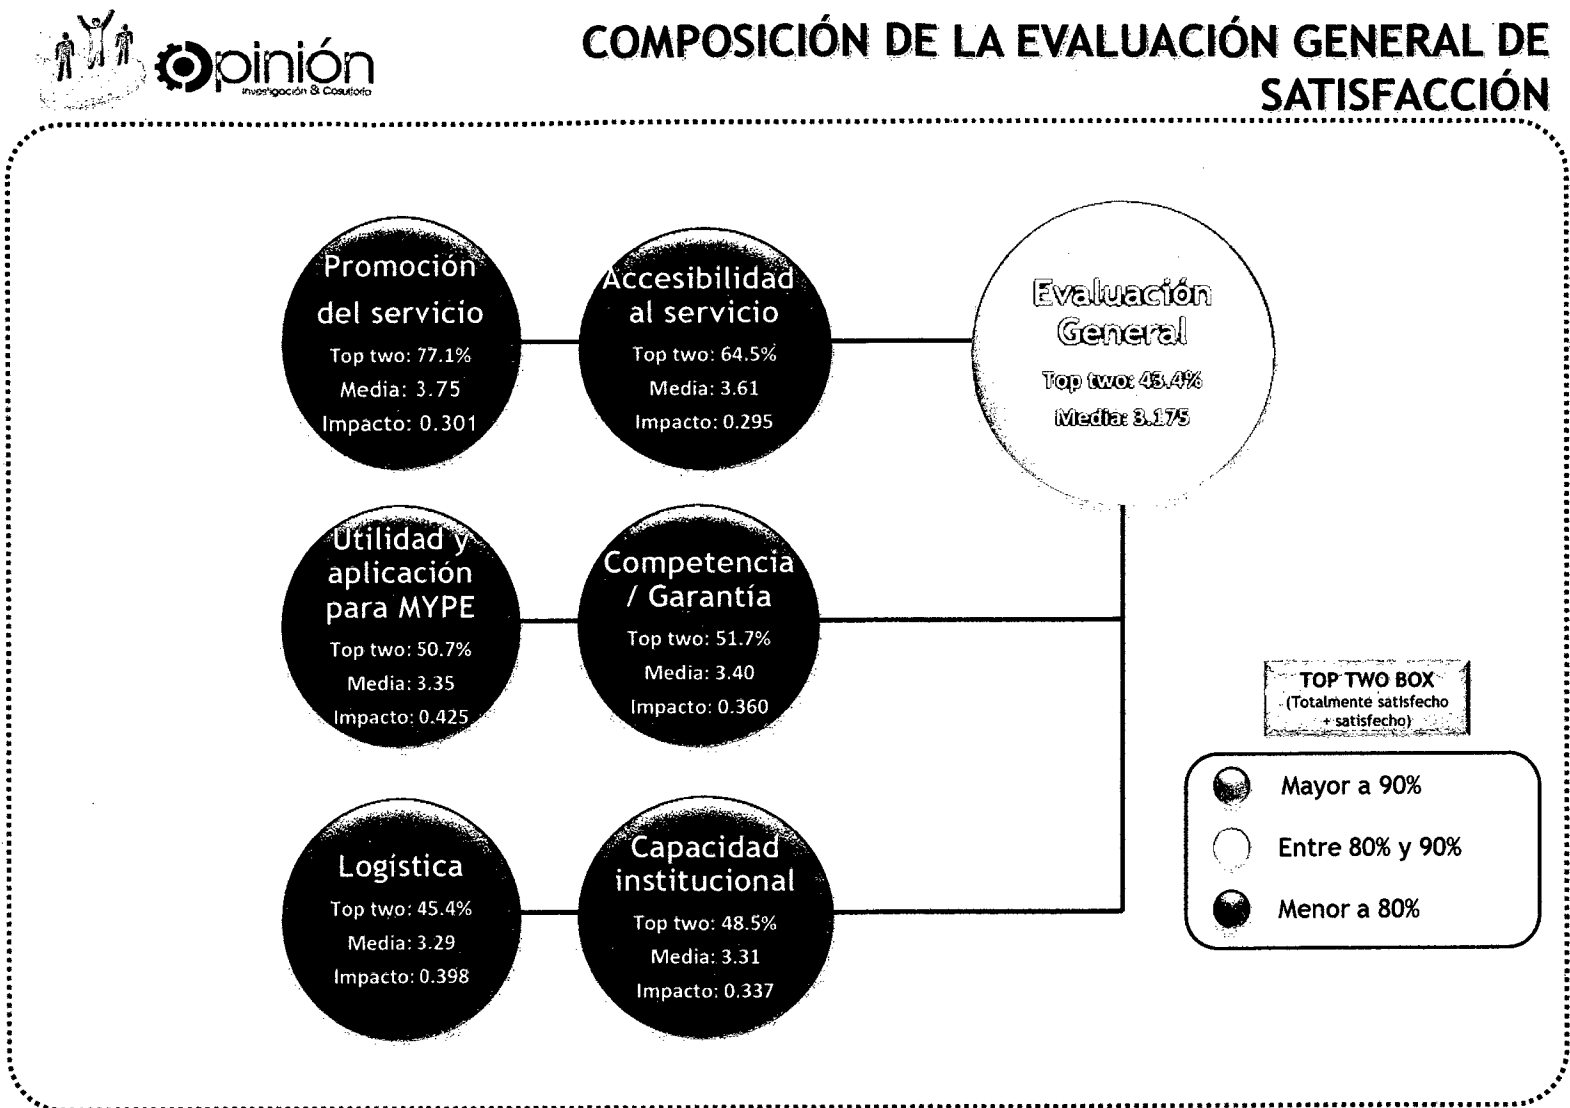 Opinión
Investigación & Cosultoría
COMPOSICIÓN DE LA EVALUACIÓN GENERAL DE
SATISFACCIÓN
Promoción
del servicio
Top two: 77.1%
Media: 3.75
Impacto: 0.301
Accesibilidad
al servicio
Top two: 64.5%
Media: 3.61
Impacto: 0.295
Evaluación
General
Top two: 43.4%
Media: 3.175
Utilidad y
aplicación
para MYPE
Top two: 50.7%
Media: 3.35
Impacto: 0.425
Competencia
/ Garantía
Top two: 51.7%
Media: 3.40
Impacto: 0.360
Logística
Top two: 45.4%
Media: 3.29
Impacto: 0.398
Capacidad
institucional
Top two: 48.5%
Media: 3.31
Impacto: 0.337
TOP TWO BOX
(Totalmente satisfecho
+ satisfecho)
Mayor a 90%
Entre 80% y 90%
Menor a 80%